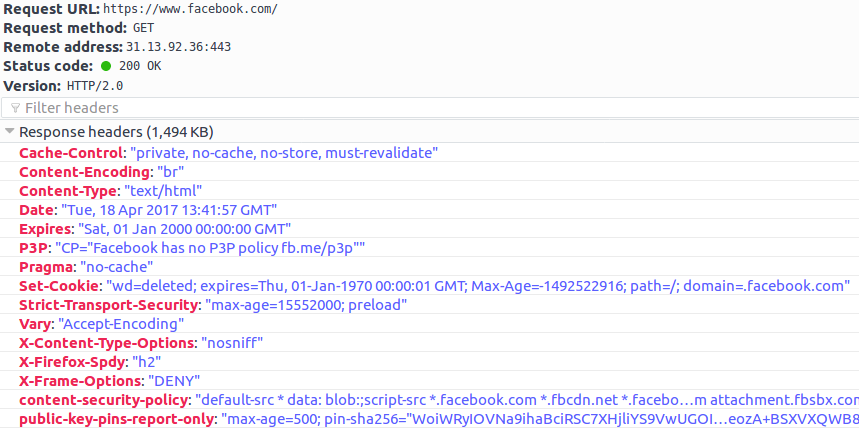 Request URL: https://www.facebook.com/
Request method: GET
Remote address: 31.13.92.36:443
Status code: 200 OK
Version: HTTP/2.0
Filter headers
Response headers (1,494 KB)
Cache-Control: "private, no-cache, no-store, must-revalidate"
Content-Encoding: "br"
Content-Type: "text/html"
Date: "Tue, 18 Apr 2017 13:41:57 GMT"
Expires: "Sat, 01 Jan 2000 00:00:00 GMT"
P3P: "CP="Facebook has no P3P policy fb.me/p3p""
Pragma: "no-cache"
Set-Cookie: "wd=deleted; expires=Thu, 01-Jan-1970 00:00:01 GMT; Max-Age=-1492522916; path=/; domain=.facebook.com"
Strict-Transport-Security: "max-age=15552000; preload"
Vary: "Accept-Encoding"
X-Content-Type-Options: "nosniff"
X-Firefox-Spdy: "h2"
X-Frame-Options: "DENY"
content-security-policy: "default-src * data: blob:;script-src *.facebook.com *.fbcdn.net *.facebo…m attachment.fbsbx.com
public-key-pins-report-only: "max-age=500; pin-sha256="WoiWRyIOVNa9ihaBciRSC7XHjliYS9VwUGOI…eozA+BSXVXQWB8